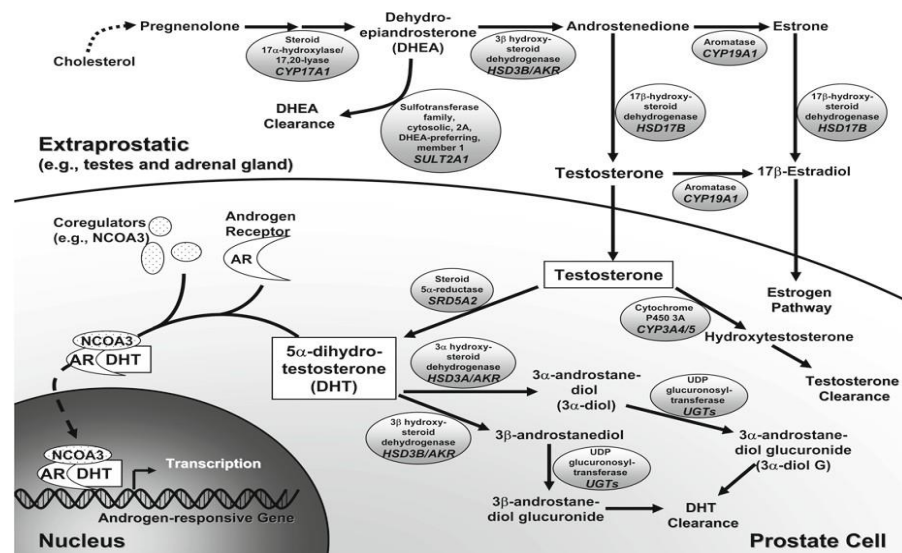 Cholesterol
Pregnenolone
Steroid
17α-hydroxylase/
17,20-lyase
CYP17A1
Dehydro-
epiandrosterone
(DHEA)
3β hydroxy-
steroid
dehydrogenase
HSD3B/AKR
Androstenedione
Aromatase
CYP19A1
Estrone
DHEA
Clearance
Sulfotransferase
family,
cytosolic, 2A,
DHEA-preferring,
member 1
SULT2A1
17β-hydroxy-
steroid
dehydrogenase
HSD17B
17β-hydroxy-
steroid
dehydrogenase
HSD17B
Extraprostatic
(e.g., testes and adrenal gland)
Testosterone
Aromatase
CYP19A1
17β-Estradiol
Coregulators
(e.g., NCOA3)
Androgen
Receptor
AR
Testosterone
Estrogen
Pathway
Steroid
5α-reductase
SRD5A2
Cytochrome
P450 3A
CYP3A4/5
Hydroxytestosterone
Testosterone
Clearance
NCOA3
AR DHT
5α-dihydro-
testosterone
(DHT)
3α hydroxy-
steroid
dehydrogenase
HSD3A/AKR
3α-androstane-
diol
(3α-diol)
UDP
glucuronosyl-
transferase
UGTs
3β hydroxy-
steroid
dehydrogenase
HSD3B/AKR
3β-androstanediol
UDP
glucuronosyl-
transferase
UGTs
3α-androstane-
diol glucuronide
(3α-diol G)
3β-androstane-
diol glucuronide
DHT
Clearance
NCOA3
AR DHT
Transcription
Androgen-responsive Gene
Nucleus
Prostate Cell